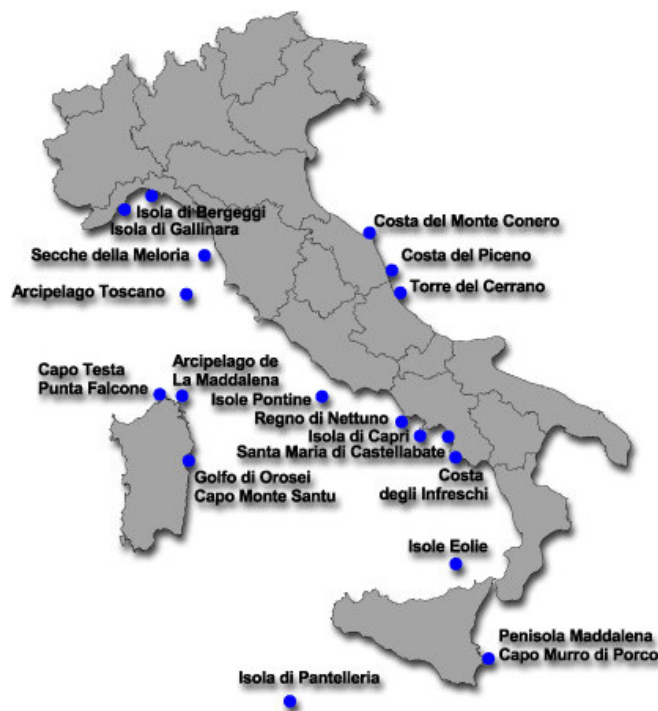 Isola di Bergeggi
Isola di Gallinara
Costa del Monte Conero
Secche della Meloria
Costa del Piceno
Arcipelago Toscano
Torre del Cerrano
Capo Testa
Punta Falcone
Arcipelago de
La Maddalena
Isole Pontine
Regno di Nettuno
Isola di Capri
Santa Maria di Castellabate
Costa
degli Infreschi
Golfo di Orosei
Capo Monte Santu
Isole Eolie
Penisola Maddalena
Capo Murro di Porco
Isola di Pantelleria